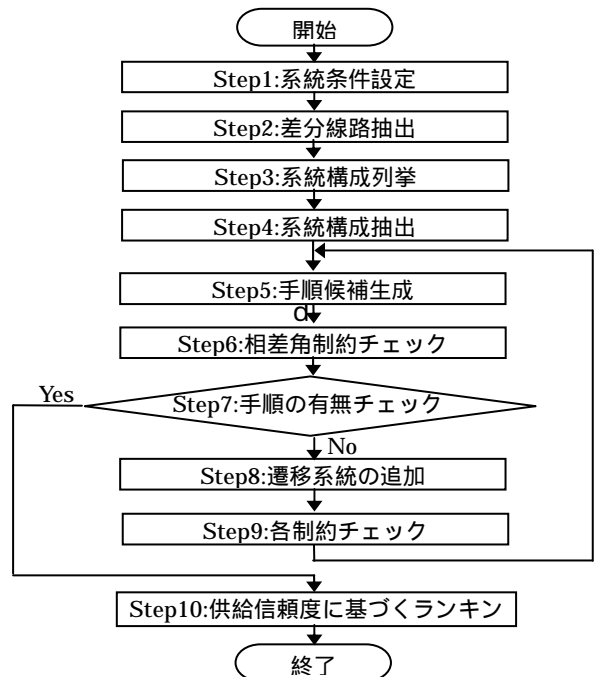 開始
Step1:系統条件設定
Step2:差分線路抽出
Step3:系統構成列挙
Step4:系統構成抽出
Step5:手順候補生成
d
Step6:相差角制約チェック
Yes
Step7:手順の有無チェック
No
Step8:遷移系統の追加
Step9:各制約チェック
Step10:供給信頼度に基づくランキン
終了